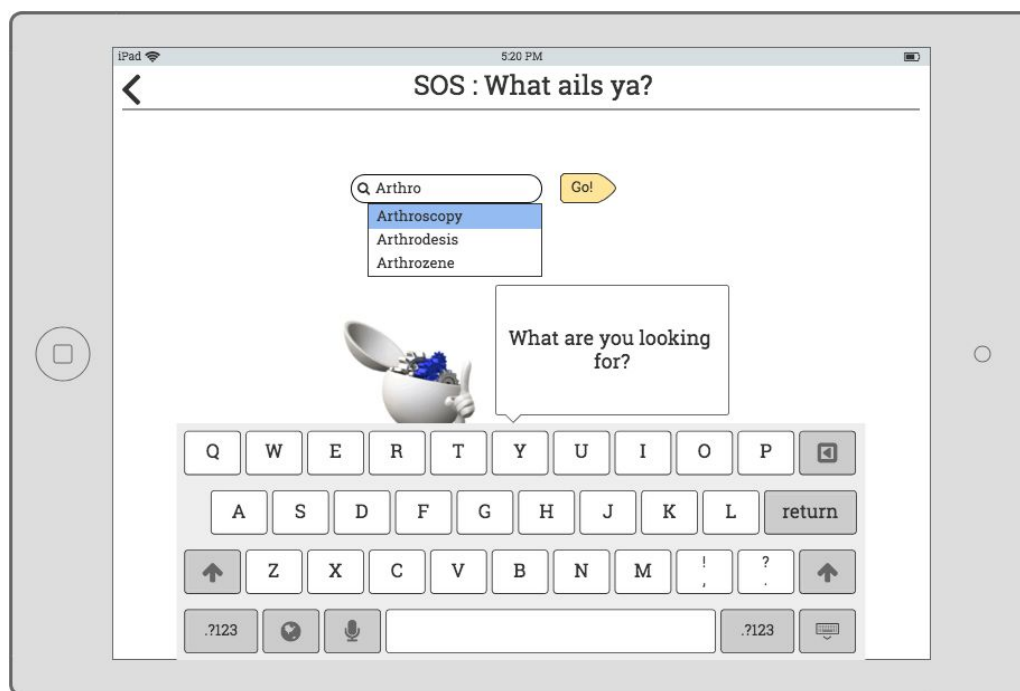 iPad 5:20 PM
SOS : What ails ya?
Arthro Go!
Arthroscopy
Arthrodesis
Arthrozene
What are you looking
for?
Q W E R T Y U I O P
A S D F G H J K L return
Z X C V B N M ! , ? .
.?123 .?123